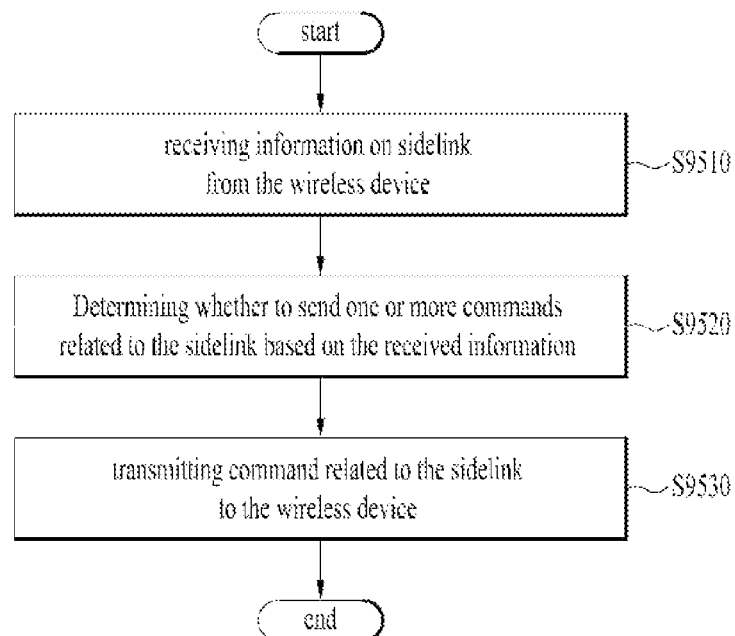 start
receiving information on sidelink
from the wireless device
S9510
Determining whether to send one or more commands
related to the sidelink based on the received information
S9520
transmitting command related to the sidelink
to the wireless device
S9530
end